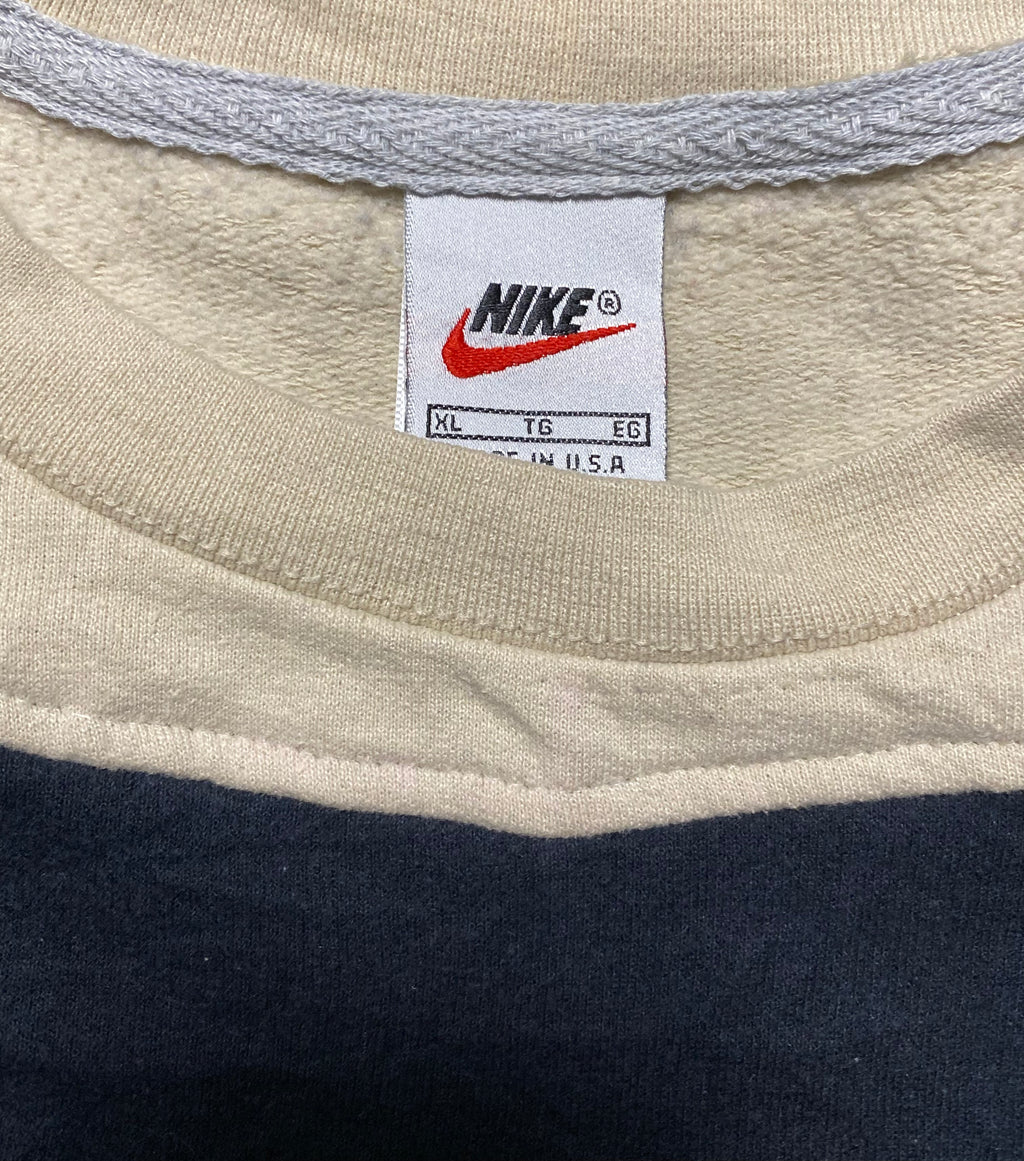 NIKE®
XL TG EG
IN U.S.A